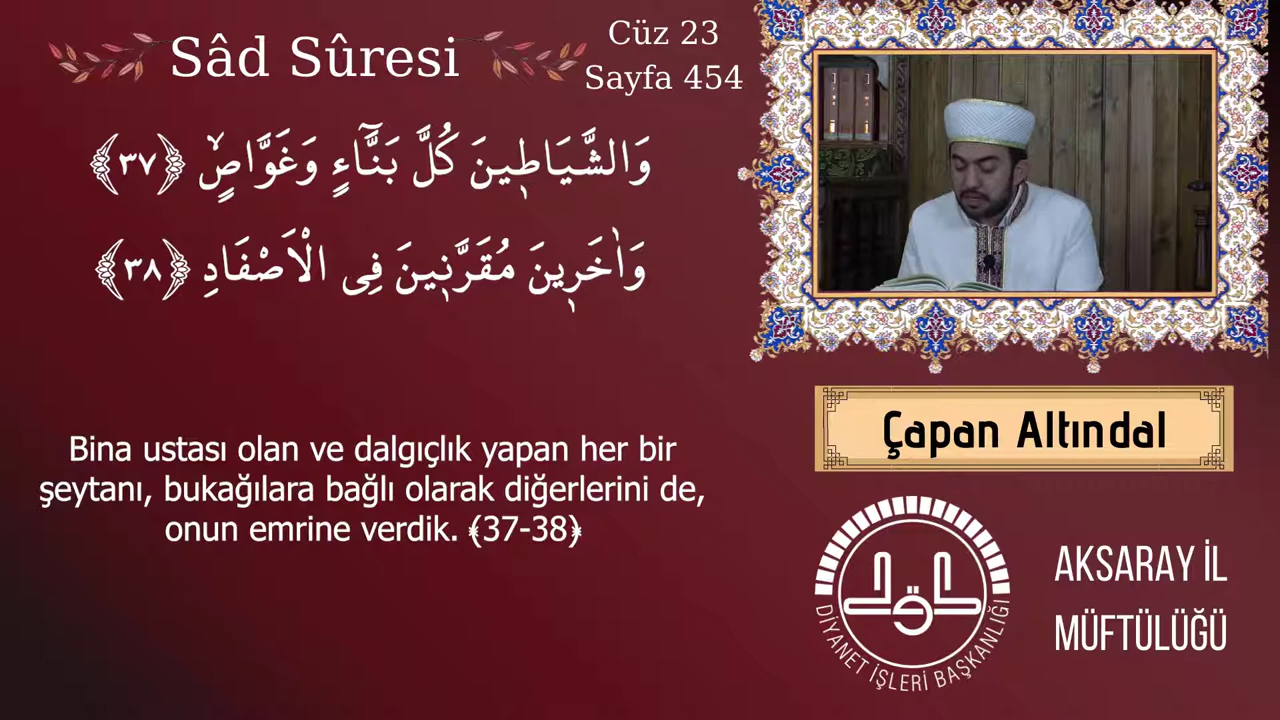 Sâd Sûresi
Cüz 23
Sayfa 454
وَالشَّيَاطٖينَ كُلَّ بَنَّٓاءٍ وَغَوَّاصٍۙ ﴿٣٧﴾
وَاٰخَرٖينَ مُقَرَّنٖينَ فِى الْاَصْفَادِ ﴿٣٨﴾
Bina ustası olan ve dalgıçlık yapan her bir
şeytanı, bukağılara bağlı olarak diğerlerini de,
onun emrine verdik. ﴾37-38﴿
Çapan Altındal
DİYANET İŞLERİ BAŞKANLIĞI
AKSARAY İL
MÜFTÜLÜĞÜ